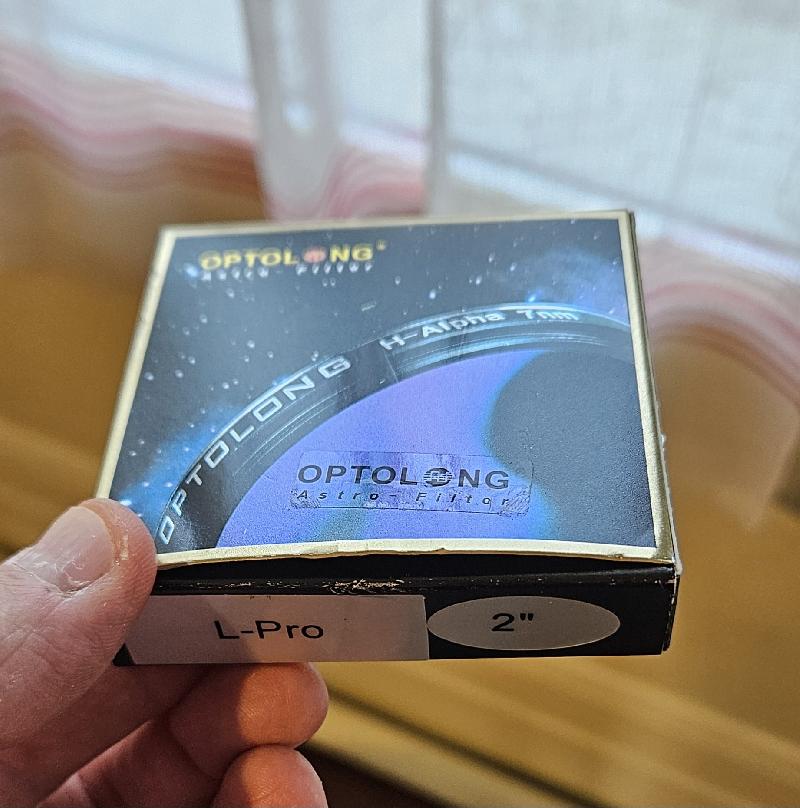 OPTOLONG®
Astro Filter
OPTOLONG H-Alpha 7nm
OPTOLONG
Astro-Filter
L-Pro
2"